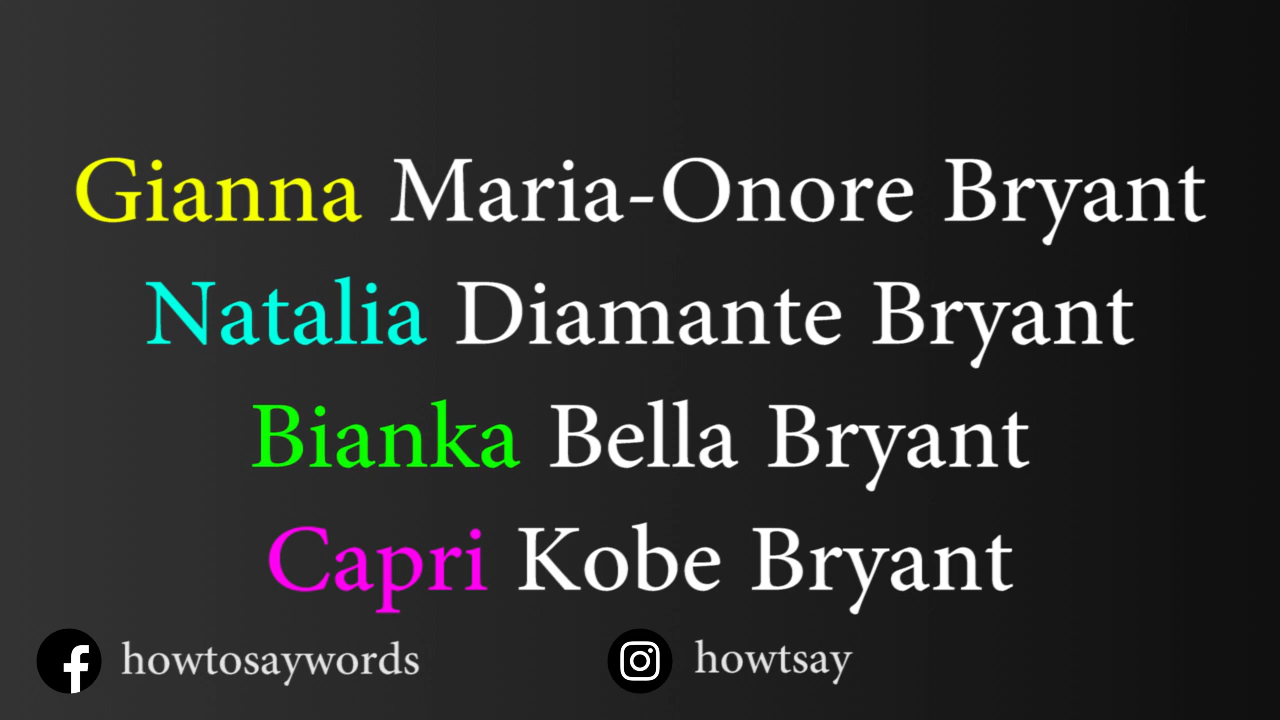 Gianna Maria-Onore Bryant
Natalia Diamante Bryant
Bianka Bella Bryant
Capri Kobe Bryant
howtosaywords
howtsay